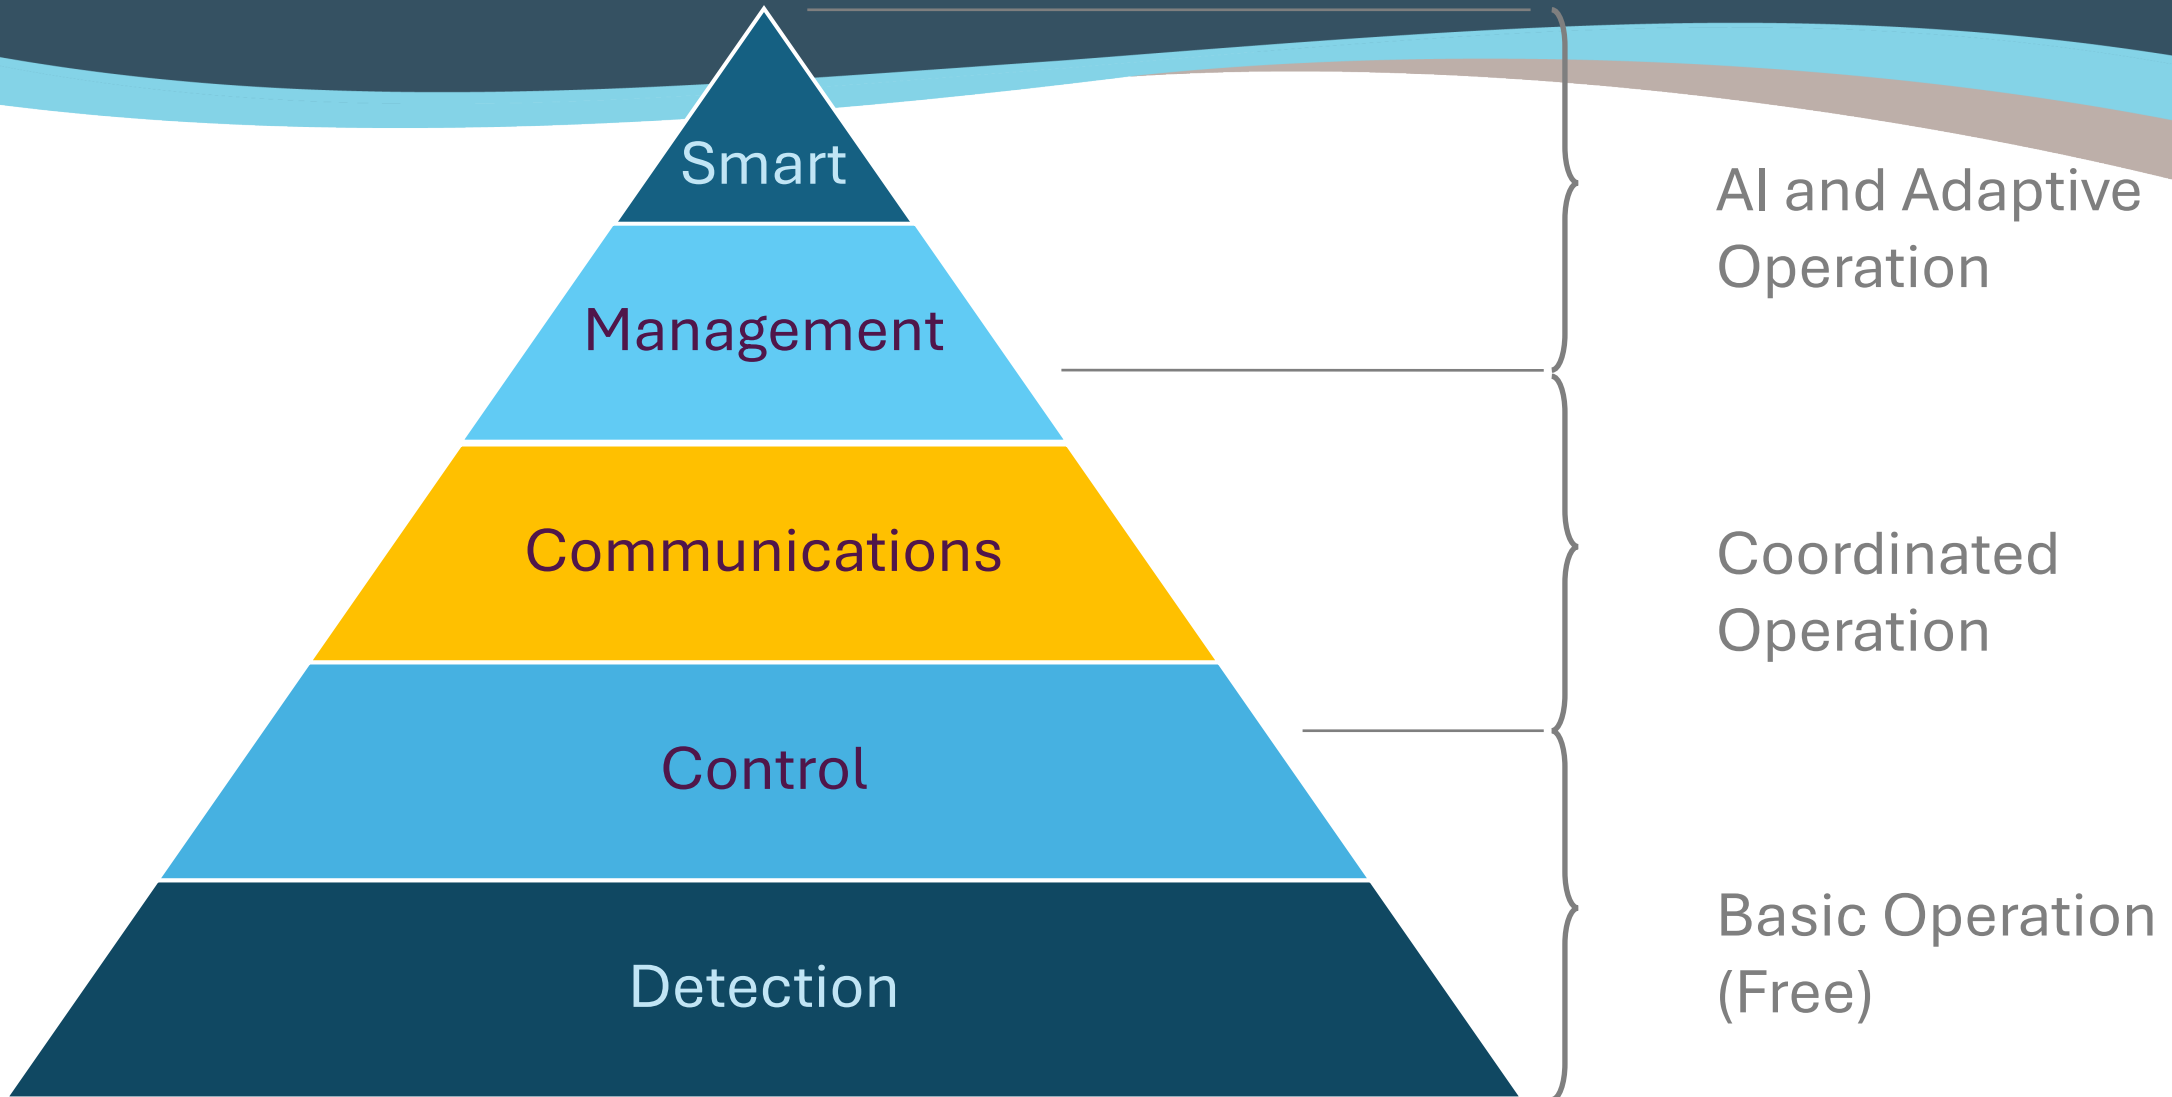 Smart
Management
Communications
Control
Detection
AI and Adaptive
Operation
Coordinated
Operation
Basic Operation
(Free)